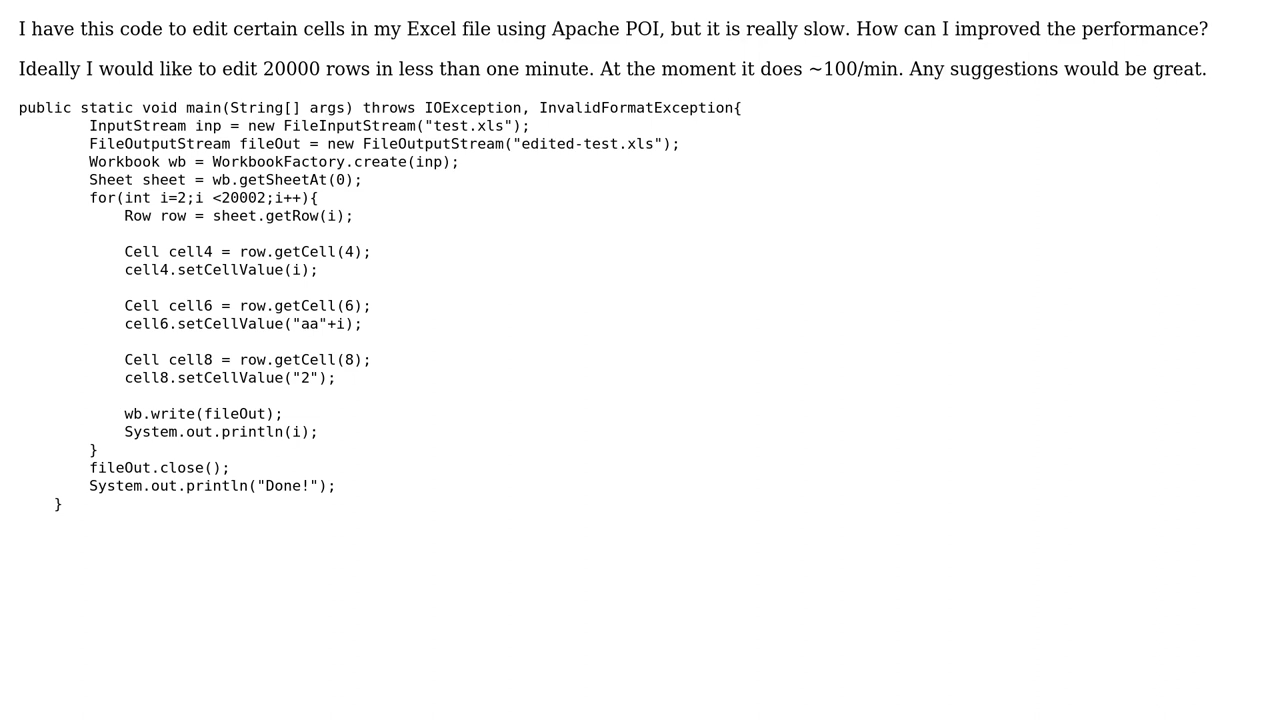 I have this code to edit certain cells in my Excel file using Apache POI, but it is really slow. How can I improved the performance?
Ideally I would like to edit 20000 rows in less than one minute. At the moment it does ~100/min. Any suggestions would be great.
public static void main(String[] args) throws IOException, InvalidFormatException{
        InputStream inp = new FileInputStream("test.xls");
        FileOutputStream fileOut = new FileOutputStream("edited-test.xls");
        Workbook wb = WorkbookFactory.create(inp);
        Sheet sheet = wb.getSheetAt(0);
        for(int i=2;i <20002;i++){
            Row row = sheet.getRow(i);
            Cell cell4 = row.getCell(4);
            cell4.setCellValue(i);
            Cell cell6 = row.getCell(6);
            cell6.setCellValue("aa"+i);
            Cell cell8 = row.getCell(8);
            cell8.setCellValue("2");
            wb.write(fileOut);
            System.out.println(i);
        }
        fileOut.close();
        System.out.println("Done!");
    }